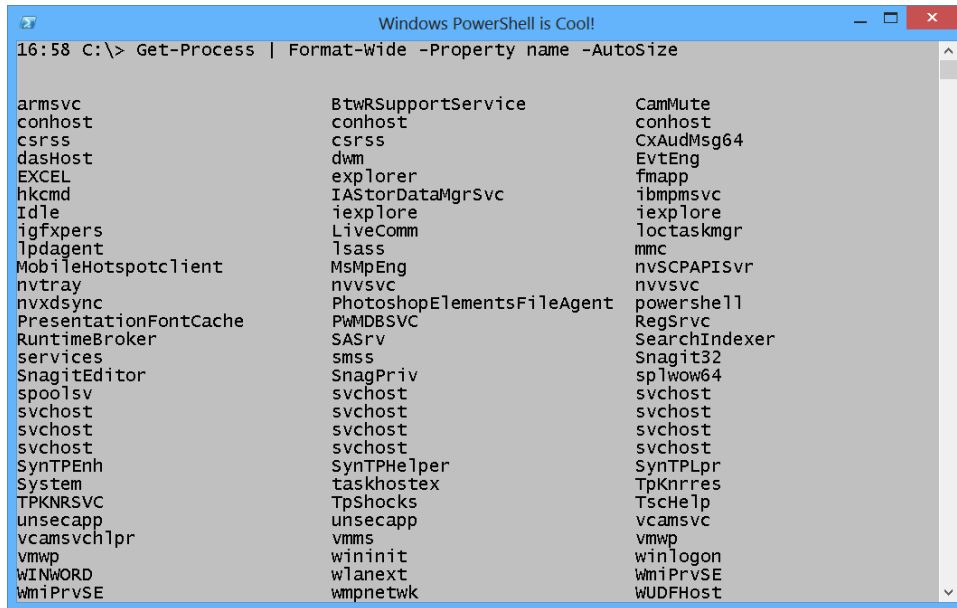 Windows PowerShell is Cool!
16:58 C:\> Get-Process | Format-Wide -Property name -AutoSize
armsvc BtwRSupportService CamMute
conhost conhost conhost
csrss csrss CxAudMsg64
dasHost dwm EvtEng
EXCEL explorer fmapp
hkcmd IAStorDataMgrSvc ibmpmsvc
Idle iexplore iexplore
igfxpers LiveComm loctaskmgr
lpdagent lsass mmc
MobileHotspotclient MsMpEng nvSCPAPISvr
nvtray nvvsvc nvvsvc
nvxdsync PhotoshopElementsFileAgent powershell
PresentationFontCache PWMDBSVC RegSrvc
RuntimeBroker SASrv SearchIndexer
services smss Snagit32
SnagitEditor SnagPriv splwow64
spoolsv svchost svchost
svchost svchost svchost
svchost svchost svchost
svchost svchost svchost
SynTPEnh SynTPHelper SynTPLpr
System taskhostex TpKnrres
TPKNRSVC TpShocks TscHelp
unsecapp unsecapp vcamsvc
vcamsvchlpr vmms vmwp
vmwp wininit winlogon
WINWORD wlanext WmiPrvSE
WmiPrvSE wmpnetwk WUDFHost